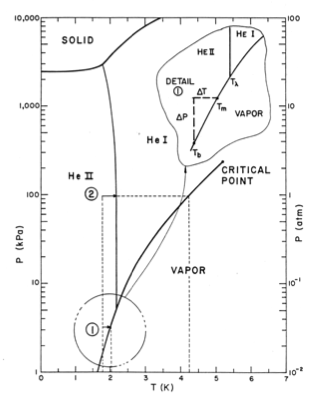 10,000
1,000
100
10
1
P (kPa)
100
10
1
10⁻¹
10⁻²
P (atm)
0 1 2 3 4 5 6 7
T (K)
SOLID
He II
He I
VAPOR
CRITICAL
POINT
②
①
DETAIL
①
He II
He I
ΔT
ΔP
Tλ
Tm
Tb
VAPOR